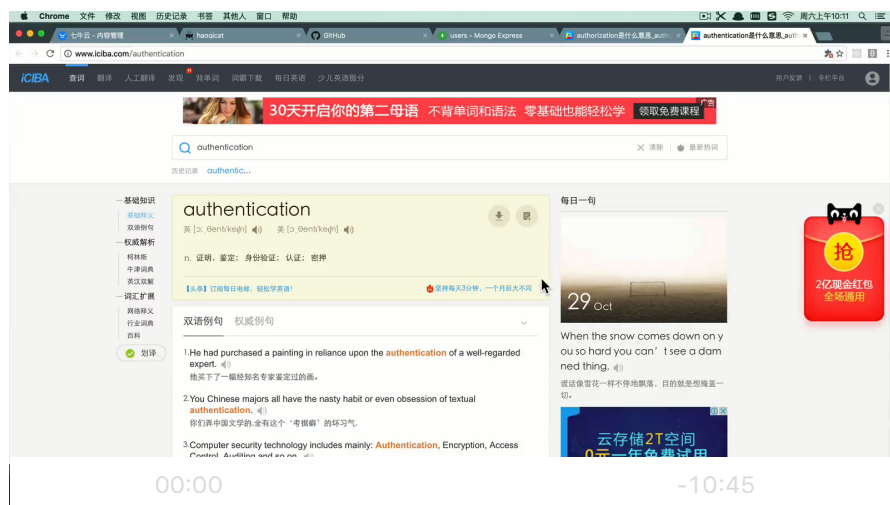 Chrome 文件 修改 视图 历史记录 书签 其他人 窗口 帮助
周六上午10:11
七牛云 - 内容管理
haoqicat
GitHub
users - Mongo Express
authorization是什么意思_autho
authentication是什么意思_auth
www.iciba.com/authentication
iCIBA 查词 翻译 人工翻译 发现 背单词 词霸下载 每日英语 少儿英语提分
用户反馈 | 专栏平台
30天开启你的第二母语 不背单词和语法 零基础也能轻松学 领取免费课程
广告
authentication
清除 最新热词
历史记录 authentic...
基础知识
基础释义
双语例句
权威解析
柯林斯
牛津词典
英汉双解
词汇扩展
网络释义
行业词典
百科
划译
authentication
n. 证明、鉴定; 身份验证; 认证; 密押
【头条】订阅每日电邮,轻松学英语!
坚持每天3分钟,一个月后大不同
双语例句 权威例句
1.He had purchased a painting in reliance upon the authentication of a well-regarded
expert.
他买下了一幅经知名专家鉴定过的画。
2.You Chinese majors all have the nasty habit or even obsession of textual
authentication.
你们弄中国文学的,全有这个‘考据癖’的坏习气.
3.Computer security technology includes mainly: Authentication, Encryption, Access
Control, Auditing and so on.
每日一句
29 Oct
When the snow comes down on y
ou so hard you can' t see a dam
ned thing.
谎话像雪花一样不停地飘落,目的就是想掩盖一
切。
云存储2T空间
0元一年免费试用
抢
2亿现金红包
全场通用
00:00
-10:45